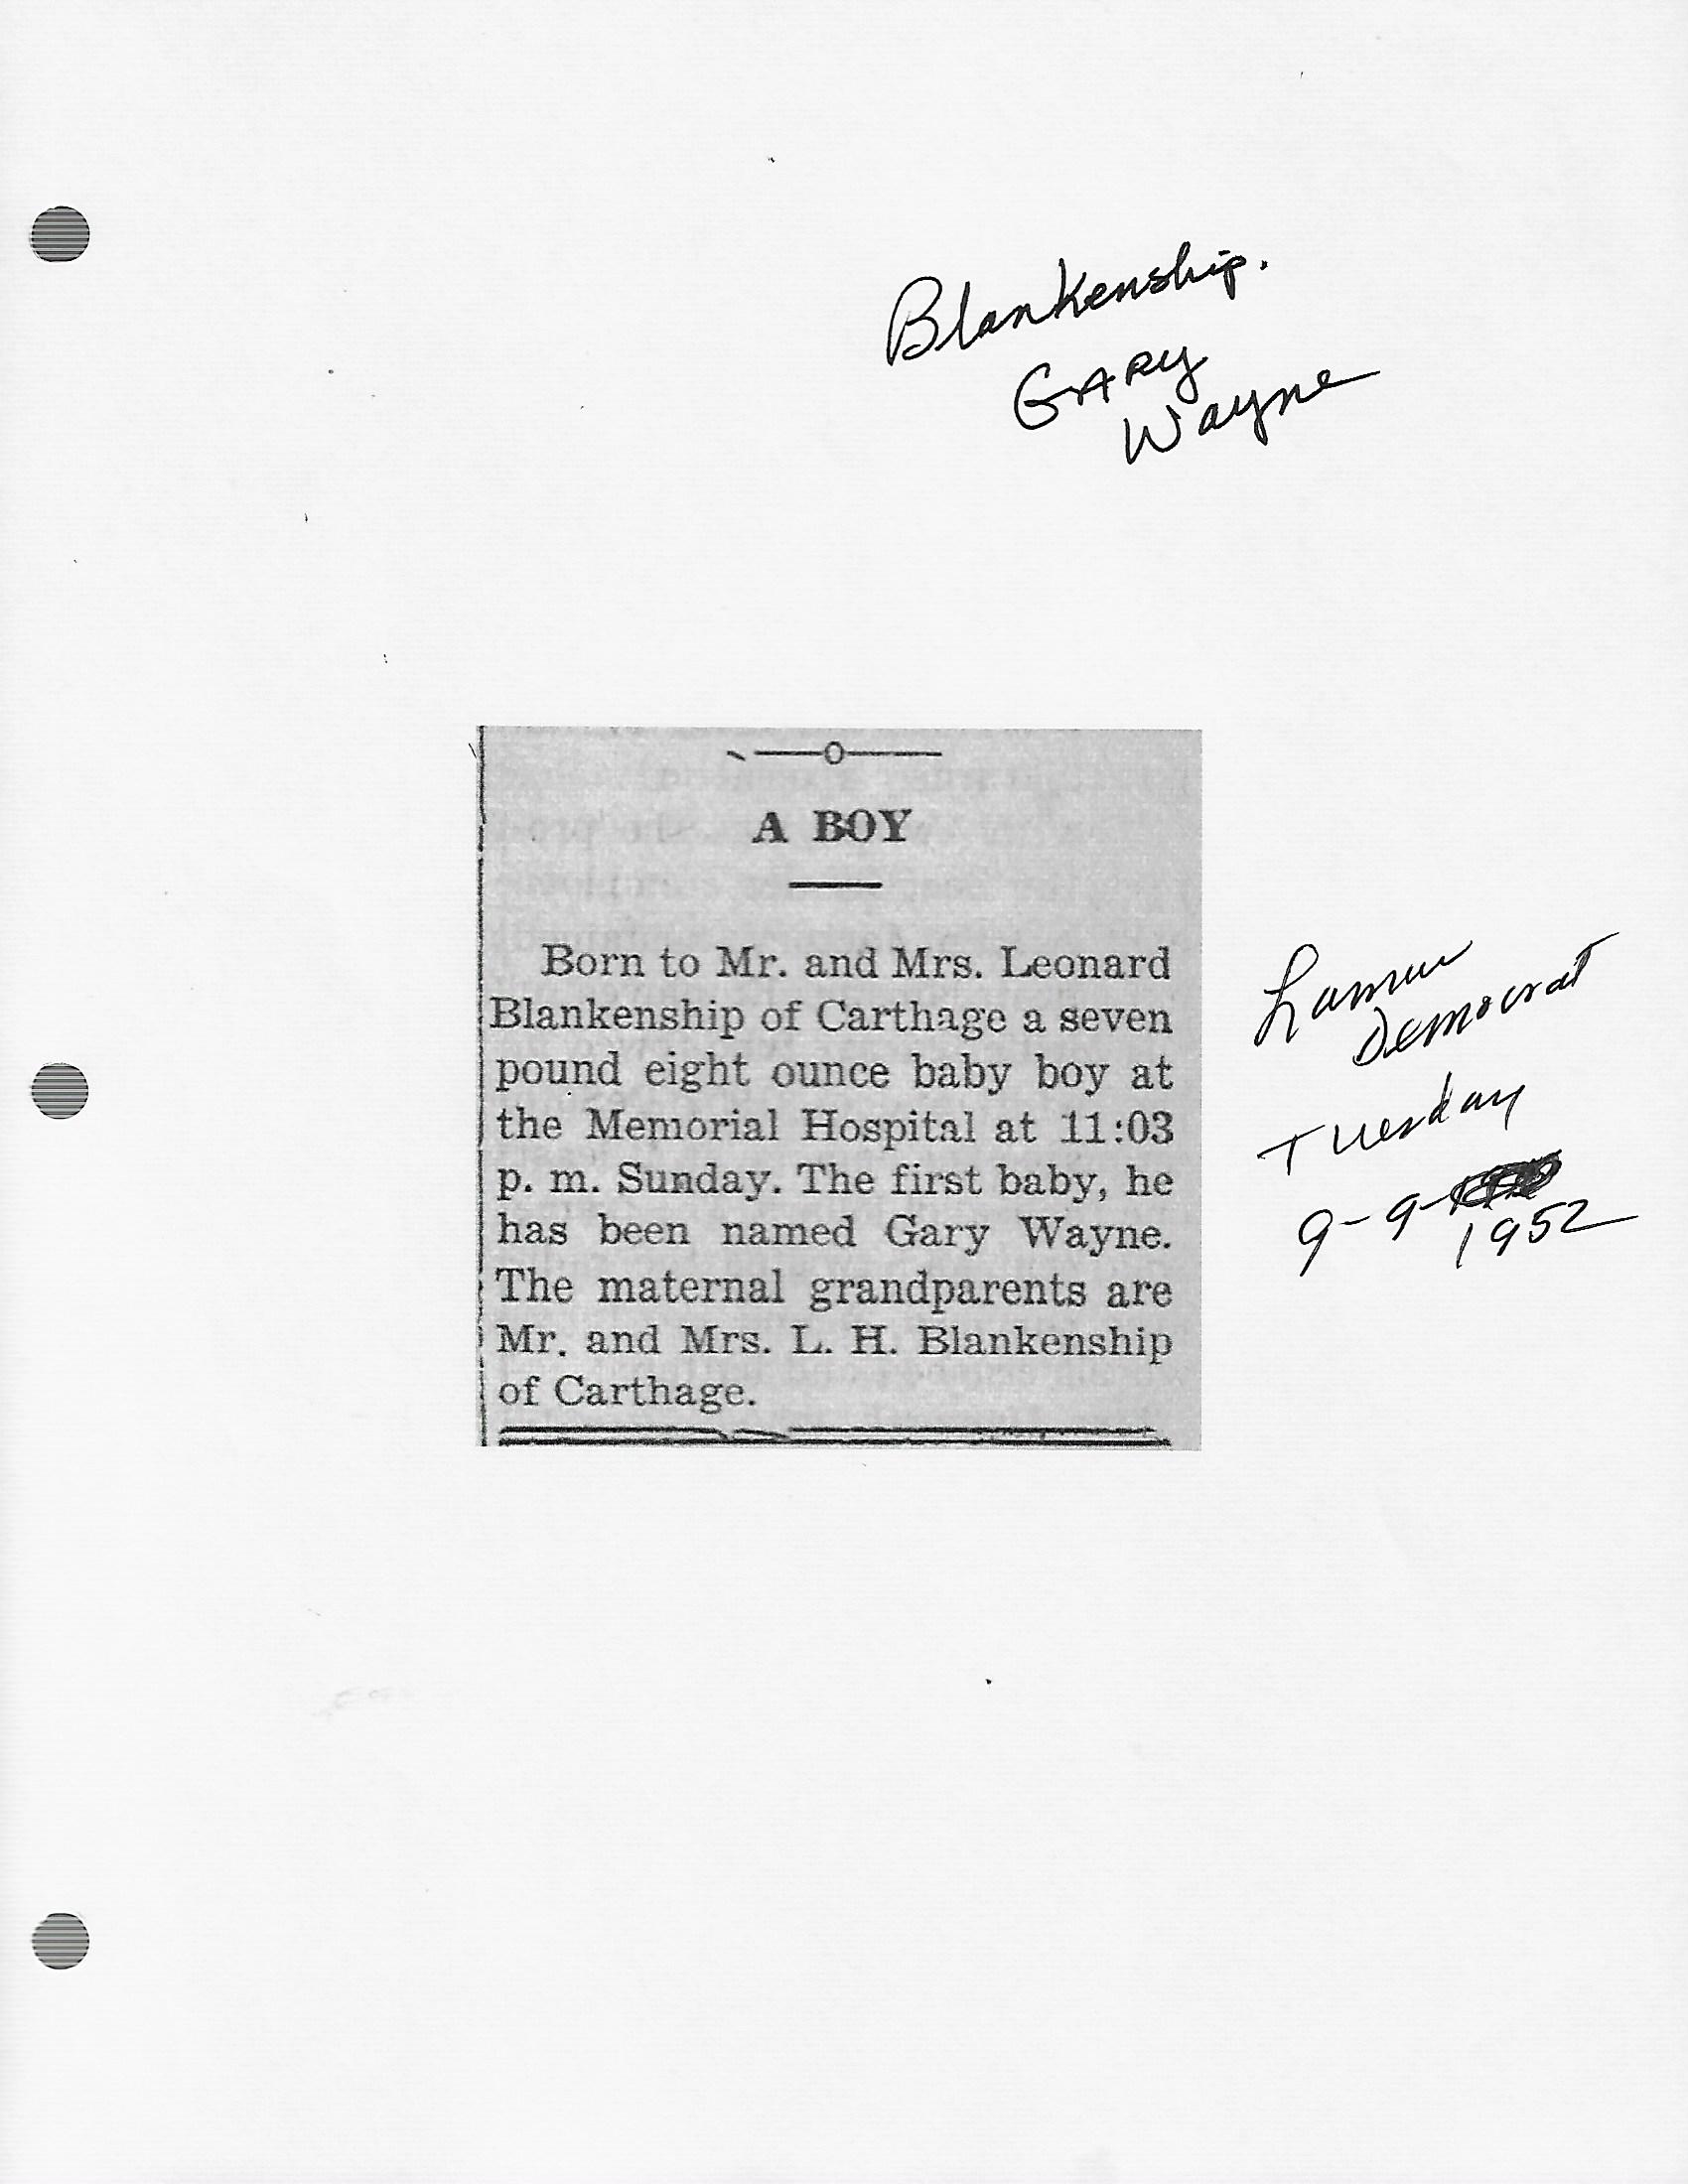 Blankenship.
GARY
Wayne
A BOY
Born to Mr. and Mrs. Leonard
Blankenship of Carthage a seven
pound eight ounce baby boy at
the Memorial Hospital at 11:03
p. m. Sunday. The first baby, he
has been named Gary Wayne.
The maternal grandparents are
Mr. and Mrs. L. H. Blankenship
of Carthage.
Lamar
Democrat
Tuesday
9-9-
1952